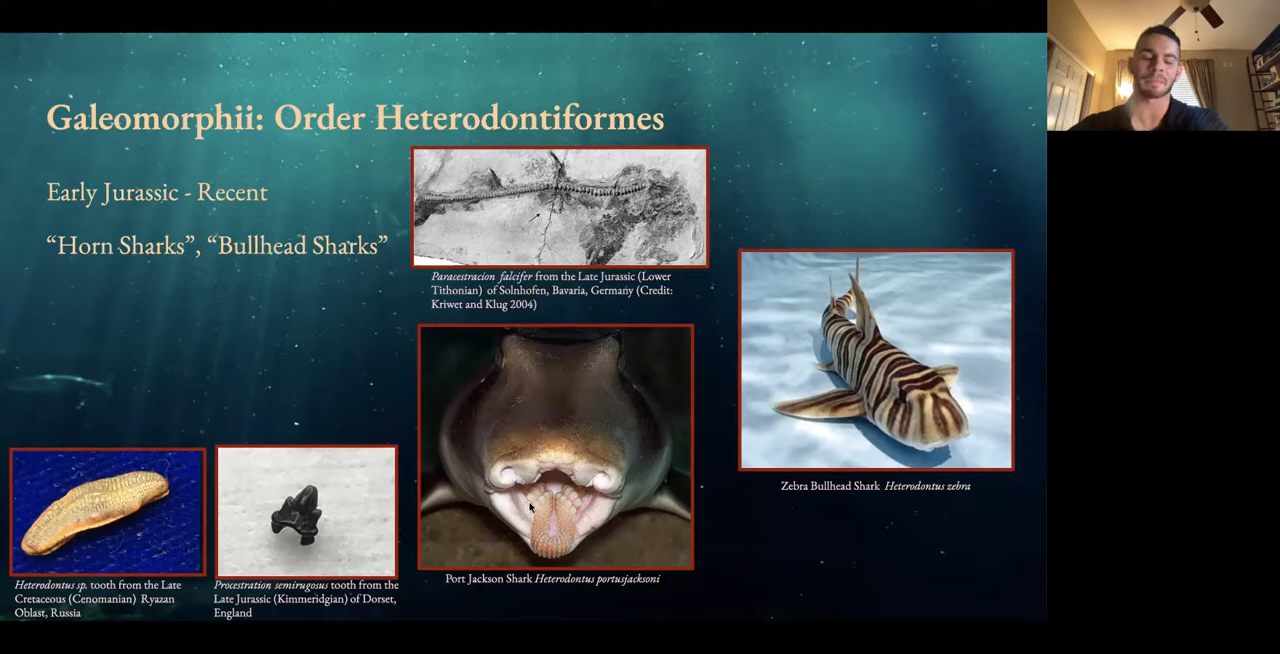 Galeomorphii: Order Heterodontiformes
Early Jurassic - Recent
“Horn Sharks”, “Bullhead Sharks”
Paracestracion falcifer from the Late Jurassic (Lower
Tithonian) of Solnhofen, Bavaria, Germany (Credit:
Kriwet and Klug 2004)
Zebra Bullhead Shark Heterodontus zebra
Port Jackson Shark Heterodontus portusjacksoni
Heterodontus sp. tooth from the Late
Cretaceous (Cenomanian) Ryazan
Oblast, Russia
Procestration semirugosus tooth from the
Late Jurassic (Kimmeridgian) of Dorset,
England